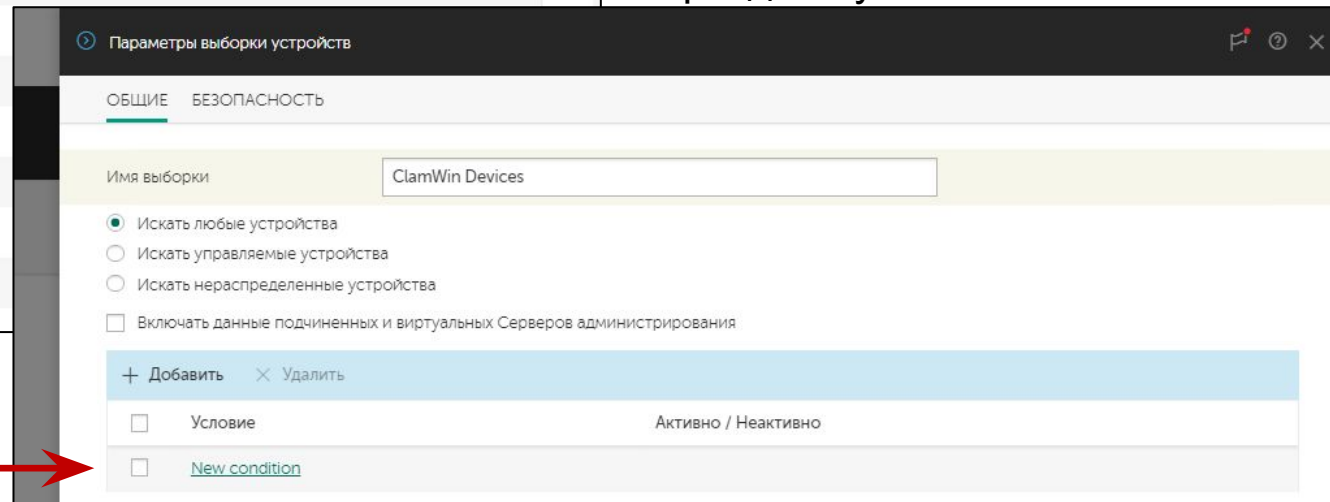 Параметры выборки устройств
ОБЩИЕ БЕЗОПАСНОСТЬ
Имя выборки ClamWin Devices
Искать любые устройства
Искать управляемые устройства
Искать нераспределенные устройства
Включать данные подчиненных и виртуальных Серверов администрирования
+ Добавить × Удалить
Условие Активно / Неактивно
New condition